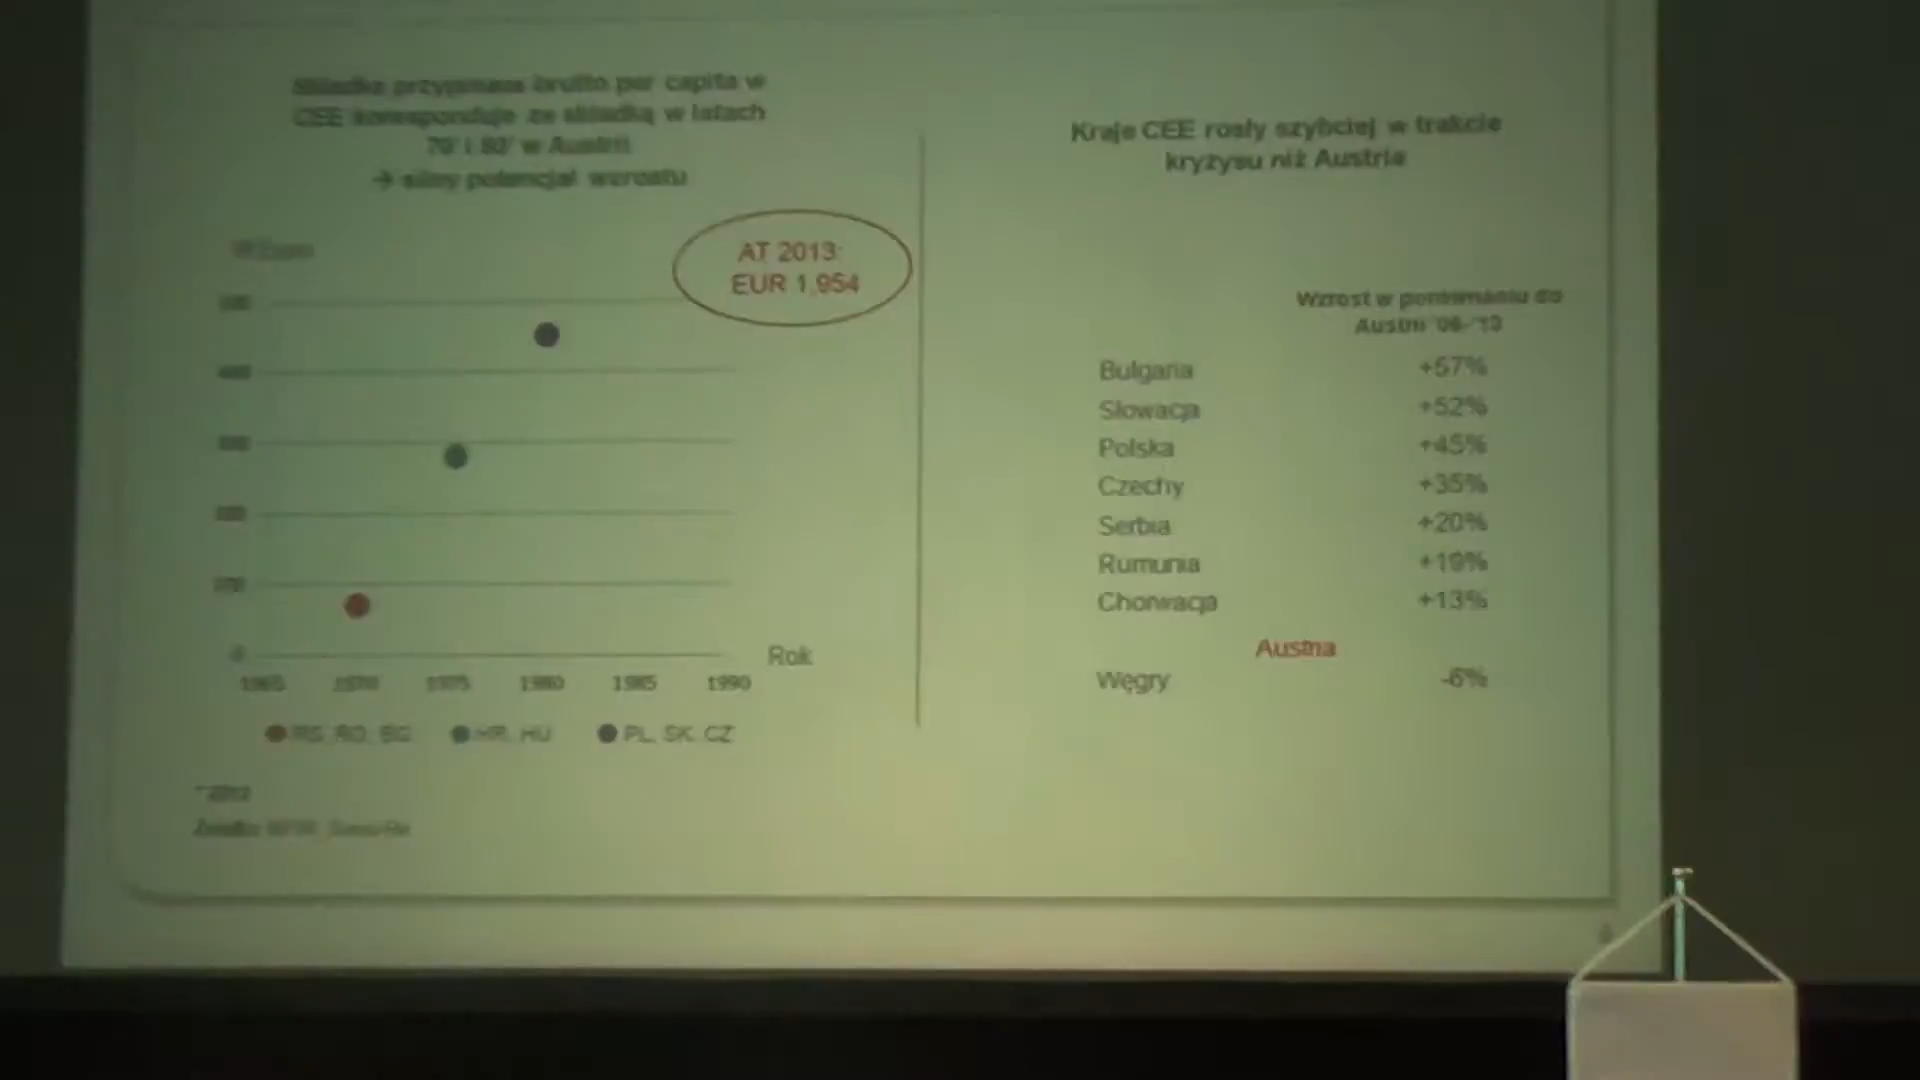 Składka przypisana brutto per capita w
CEE koresponduje ze składką w latach
70' i 80' w Austrii
→ silny potencjał wzrostu
AT 2013:
EUR 1,954
0
1965 1970 1975 1980 1985 1990
Rok
RS, RO, BG HR, HU PL, SK, CZ
Kraje CEE rosły szybciej w trakcie
kryzysu niż Austria
Wzrost w porównaniu do
Austrii
Bulgaria +57%
Słowacja +52%
Polska +45%
Czechy +35%
Serbia +20%
Rumunia +19%
Chorwacja +13%
Austria
Węgry -6%